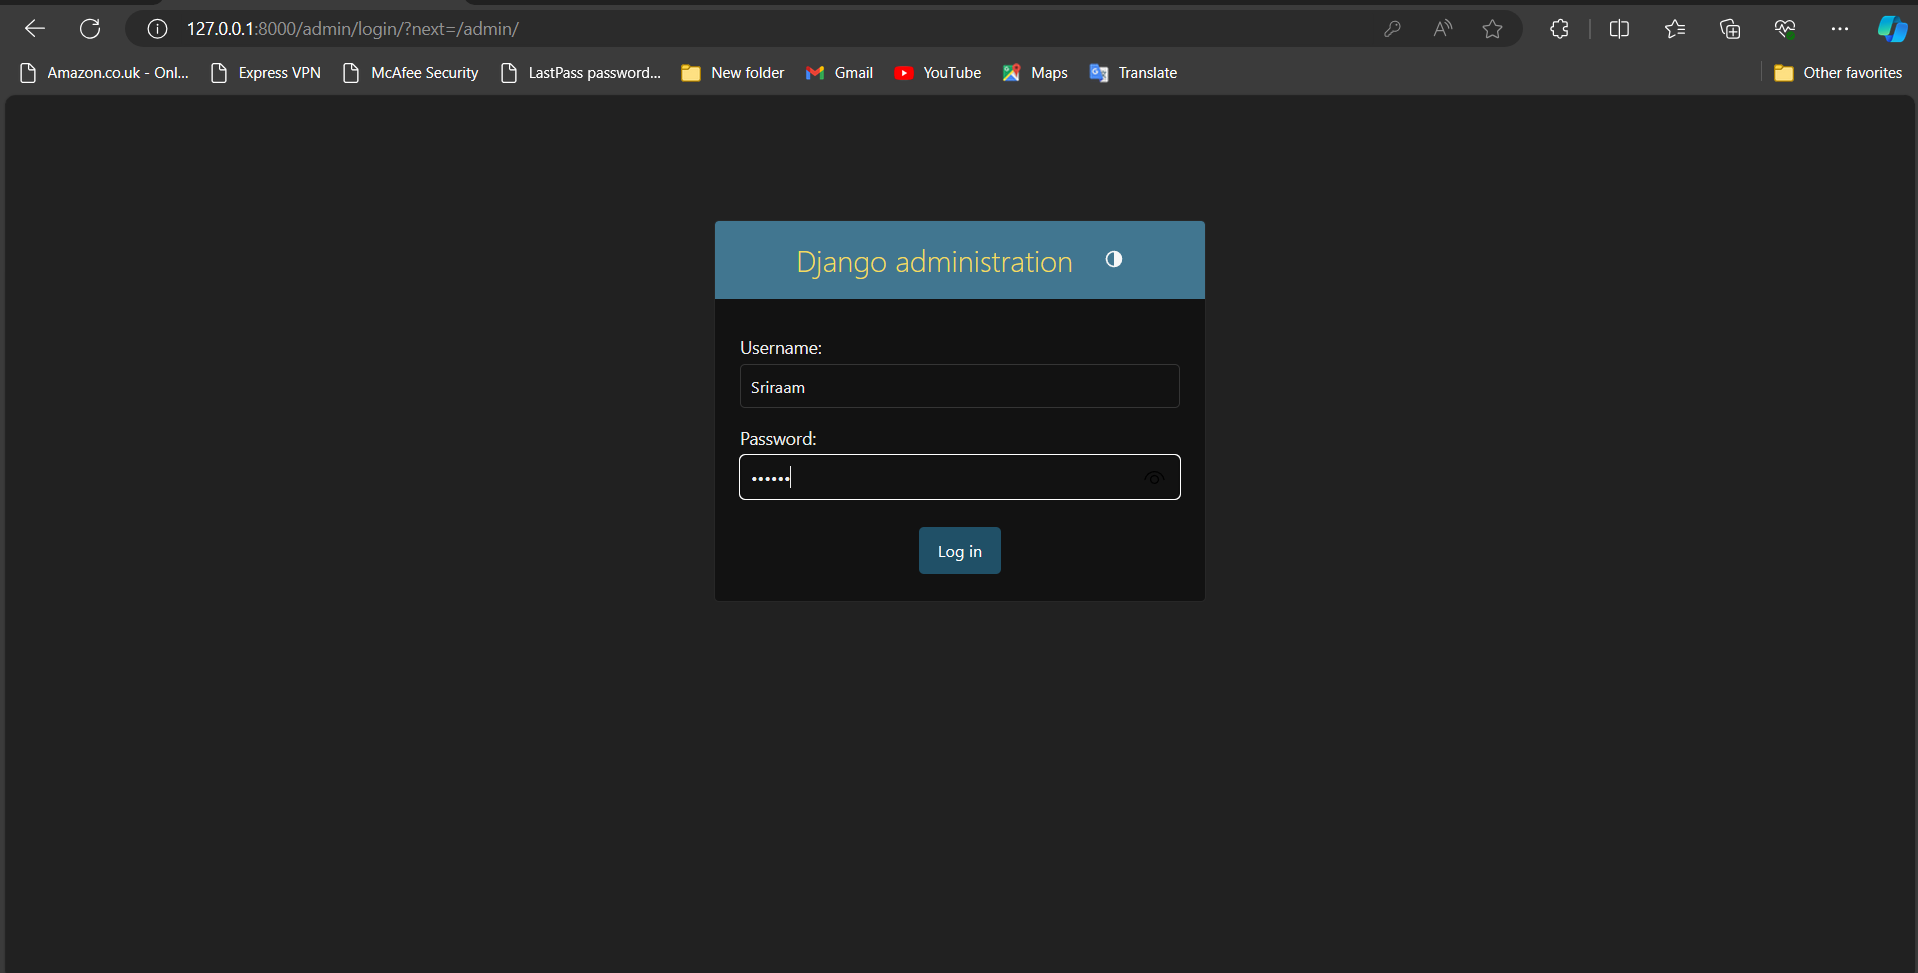 127.0.0.1:8000/admin/login/?next=/admin/
Amazon.co.uk - Onl... Express VPN McAfee Security LastPass password... New folder Gmail YouTube Maps Translate Other favorites
Django administration
Username:
Sriraam
Password:
••••••
Log in